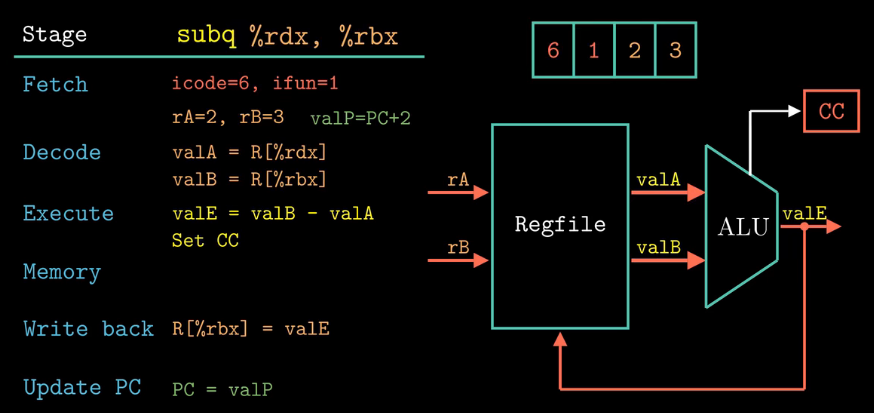 Stage subq %rdx, %rbx
Fetch icode=6, ifun=1
rA=2, rB=3 valP=PC+2
Decode valA = R[%rdx]
valB = R[%rbx]
Execute valE = valB - valA
Set CC
Memory
Write back R[%rbx] = valE
Update PC PC = valP
6 1 2 3
CC
rA
rB
Regfile
valA
valB
ALU
valE